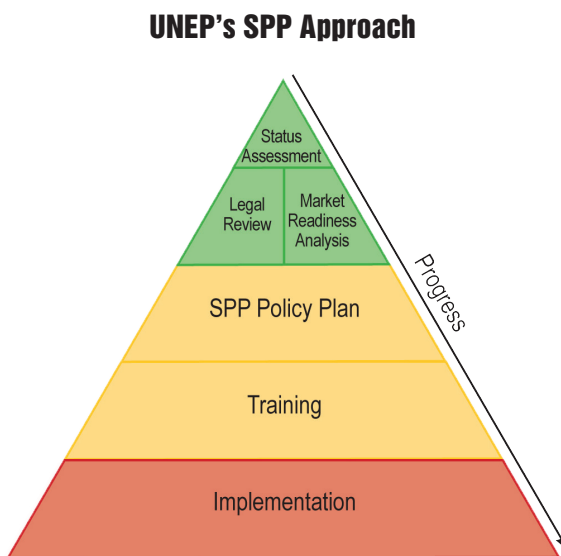 UNEP's SPP Approach
Status
Assessment
Legal
Review
Market
Readiness
Analysis
Progress
SPP Policy Plan
Training
Implementation